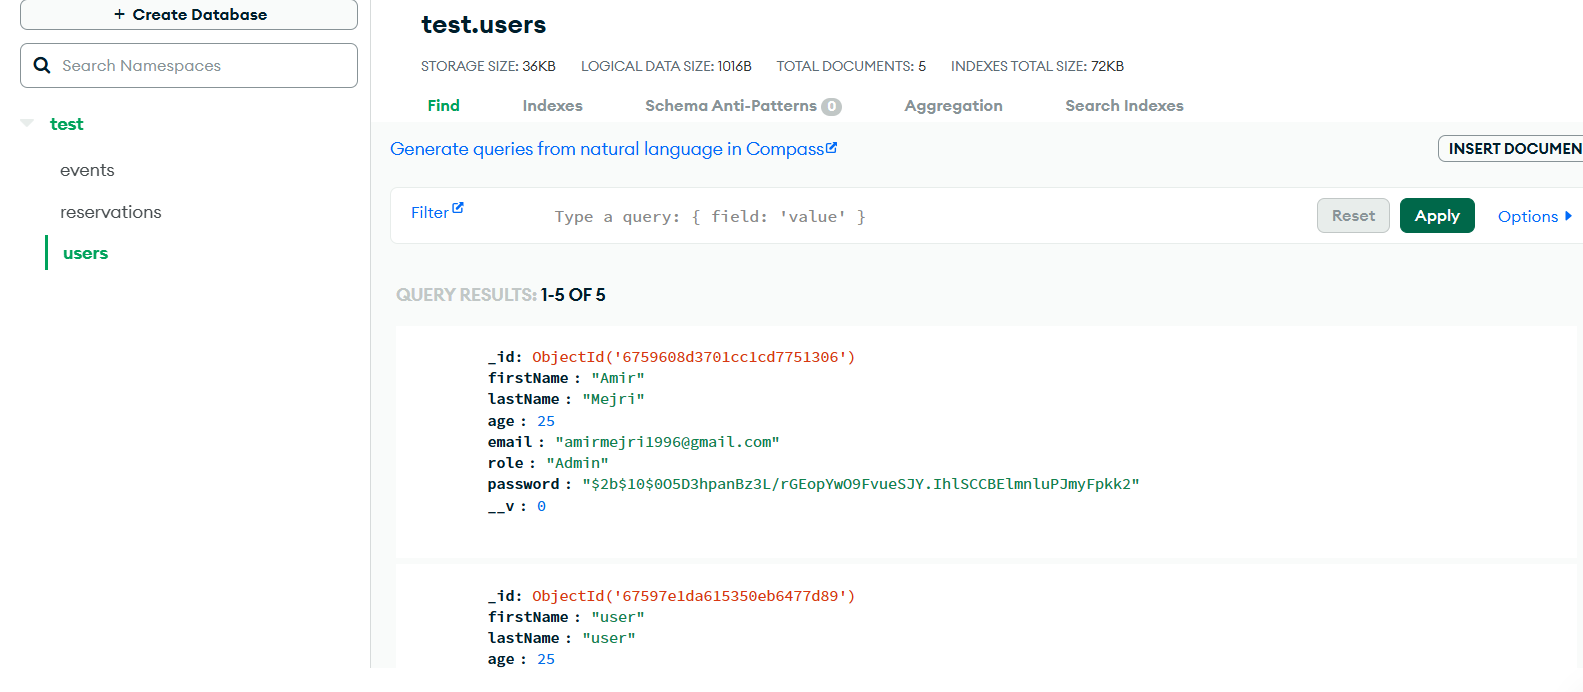 + Create Database
Search Namespaces
test
events
reservations
users
test.users
STORAGE SIZE: 36KB LOGICAL DATA SIZE: 1016B TOTAL DOCUMENTS: 5 INDEXES TOTAL SIZE: 72KB
Find Indexes Schema Anti-Patterns 0 Aggregation Search Indexes
Generate queries from natural language in Compass
INSERT DOCUMEN
Filter Type a query: { field: 'value' } Reset Apply Options
QUERY RESULTS: 1-5 OF 5
_id: ObjectId('6759608d3701cc1cd7751306')
firstName : "Amir"
lastName : "Mejri"
age : 25
email : "amirmejri1996@gmail.com"
role : "Admin"
password : "$2b$10$0O5D3hpanBz3L/rGEopYwO9FvueSJY.IhlSCCBElmnluPJmyFpkk2"
__v : 0
_id: ObjectId('67597e1da615350eb6477d89')
firstName : "user"
lastName : "user"
age : 25